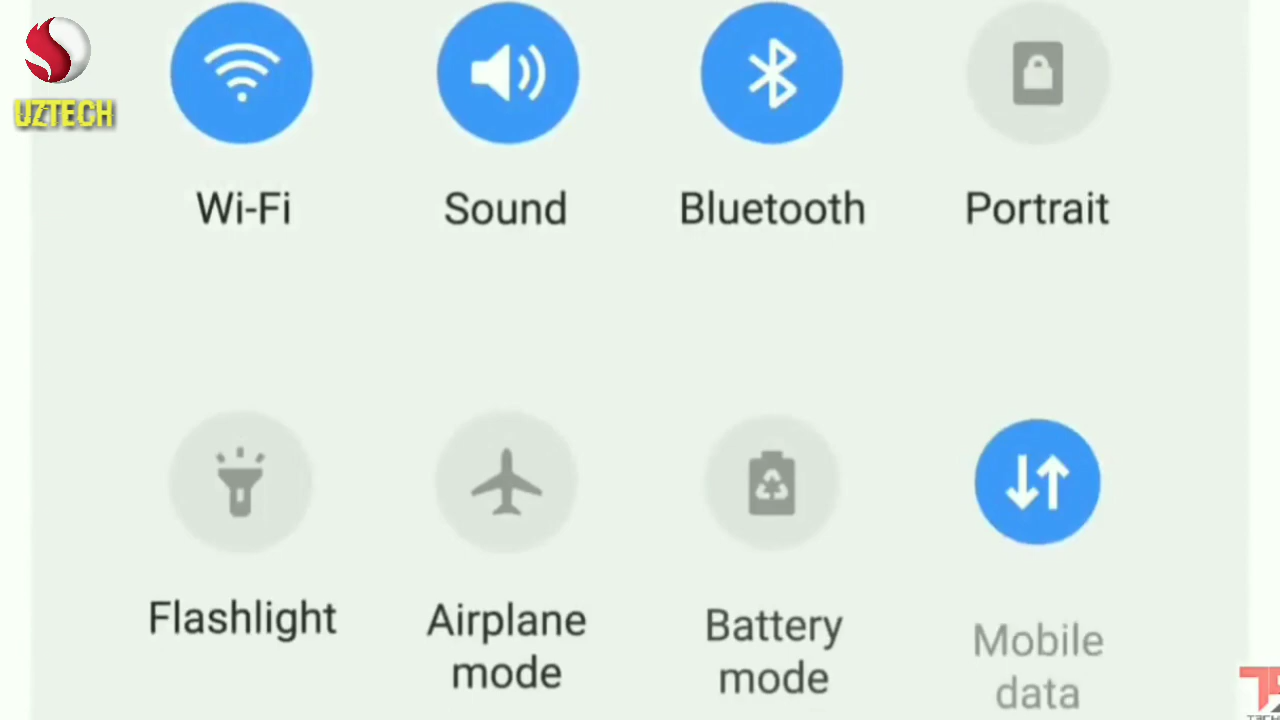 UZTECH
Wi-Fi
Sound
Bluetooth
Portrait
Flashlight
Airplane
mode
Battery
mode
Mobile
data